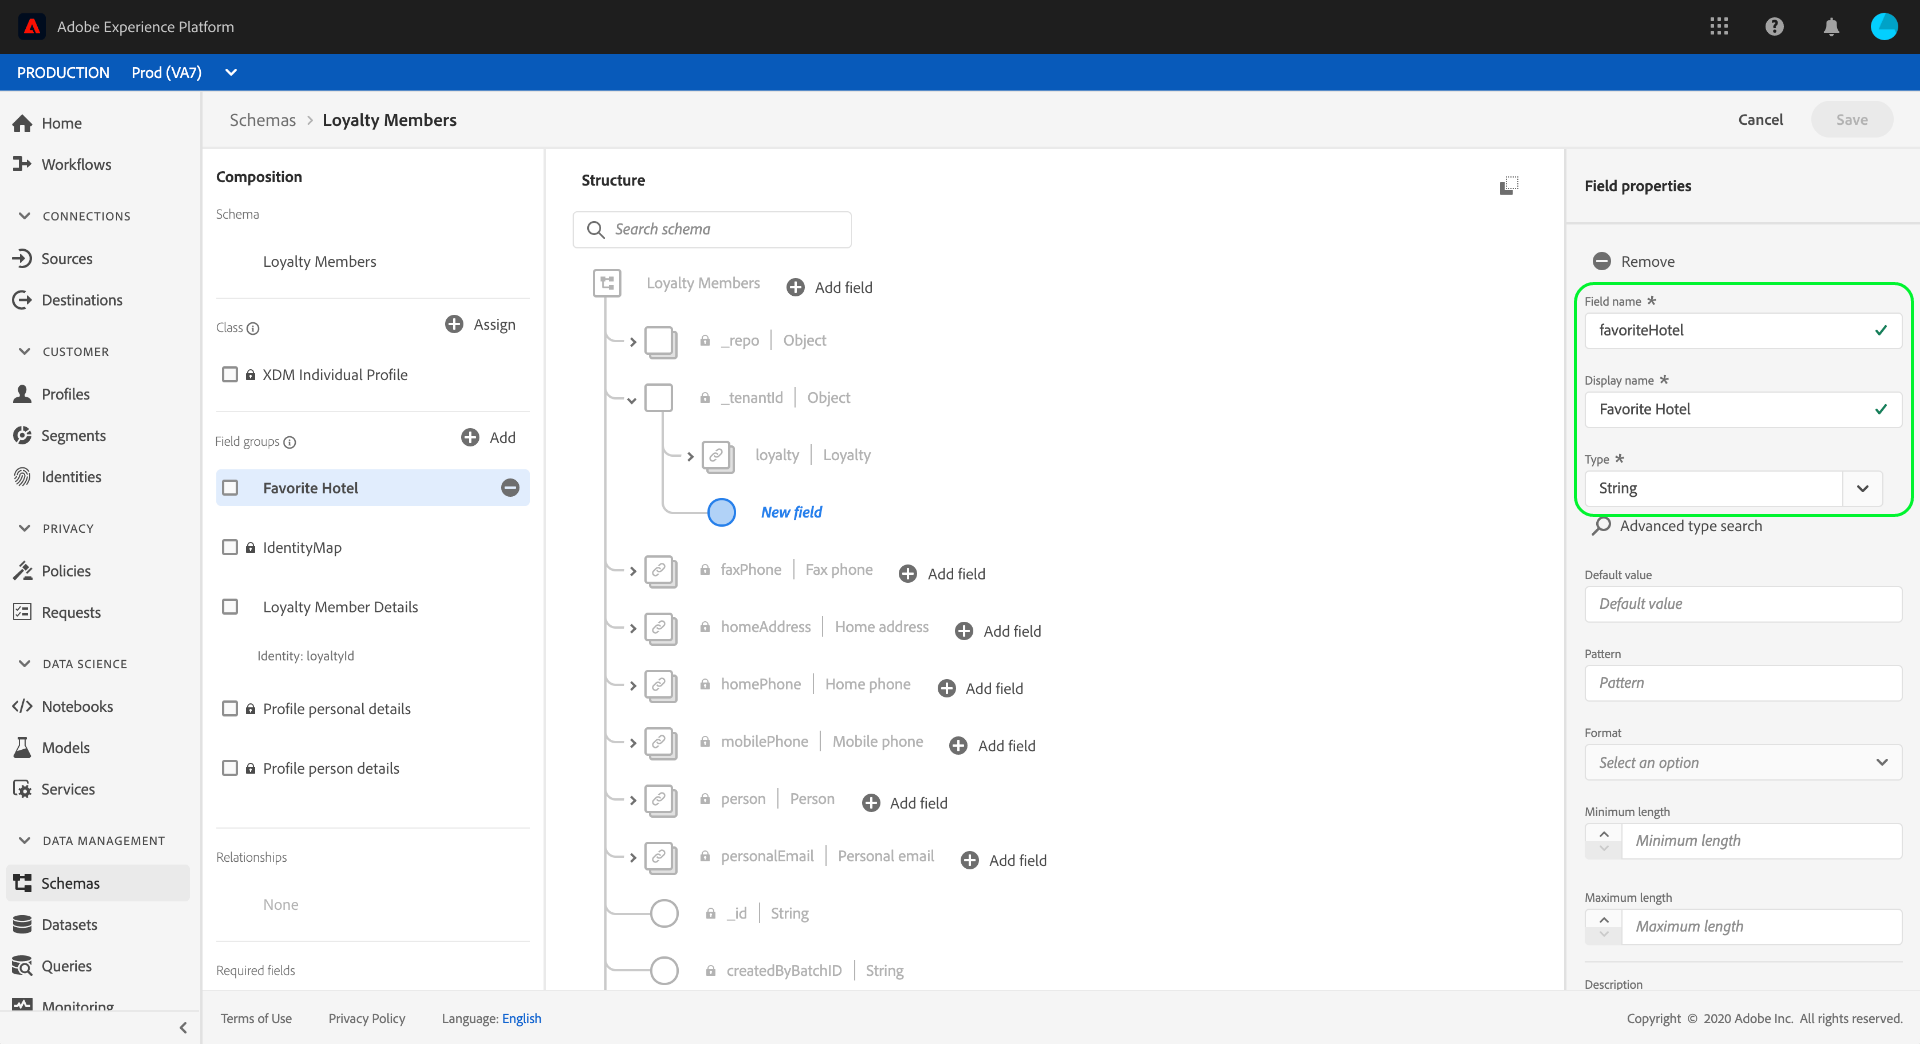 Adobe Experience Platform
PRODUCTION Prod (VA7)
Home
Workflows
CONNECTIONS
Sources
Destinations
CUSTOMER
Profiles
Segments
Identities
PRIVACY
Policies
Requests
DATA SCIENCE
Notebooks
Models
Services
DATA MANAGEMENT
Schemas
Datasets
Queries
Monitoring
Schemas > Loyalty Members
Cancel
Save
Composition
Schema
Loyalty Members
Class
Assign
XDM Individual Profile
Field groups
Add
Favorite Hotel
IdentityMap
Loyalty Member Details
Identity: loyaltyId
Profile personal details
Profile person details
Relationships
None
Required fields
Structure
Search schema
Loyalty Members Add field
_repo | Object
_tenantId | Object
loyalty | Loyalty
New field
faxPhone | Fax phone Add field
homeAddress | Home address Add field
homePhone | Home phone Add field
mobilePhone | Mobile phone Add field
person | Person Add field
personalEmail | Personal email Add field
_id | String
createdByBatchID | String
Field properties
Remove
Field name *
favoriteHotel
Display name *
Favorite Hotel
Type *
String
Advanced type search
Default value
Default value
Pattern
Pattern
Format
Select an option
Minimum length
Minimum length
Maximum length
Maximum length
Description
Terms of Use Privacy Policy Language: English
Copyright © 2020 Adobe Inc. All rights reserved.